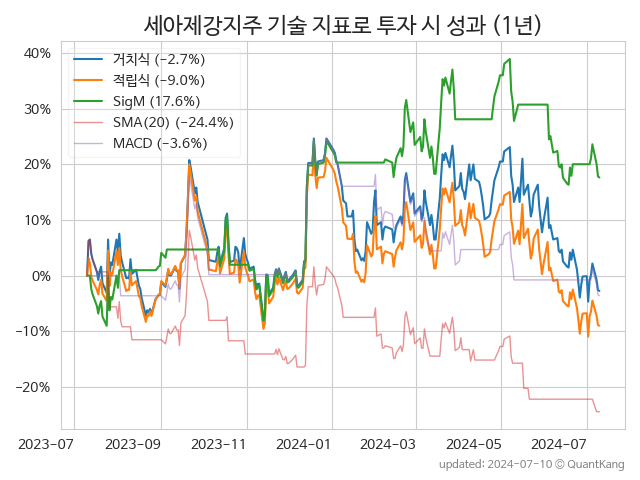 세아제강지주 기술 지표로 투자 시 성과 (1년)
40%
30%
20%
10%
0%
−10%
−20%
거치식 (−2.7%)
적립식 (−9.0%)
SigM (17.6%)
SMA(20) (−24.4%)
MACD (−3.6%)
2023-07
2023-09
2023-11
2024-01
2024-03
2024-05
2024-07
updated: 2024-07-10 © QuantKang